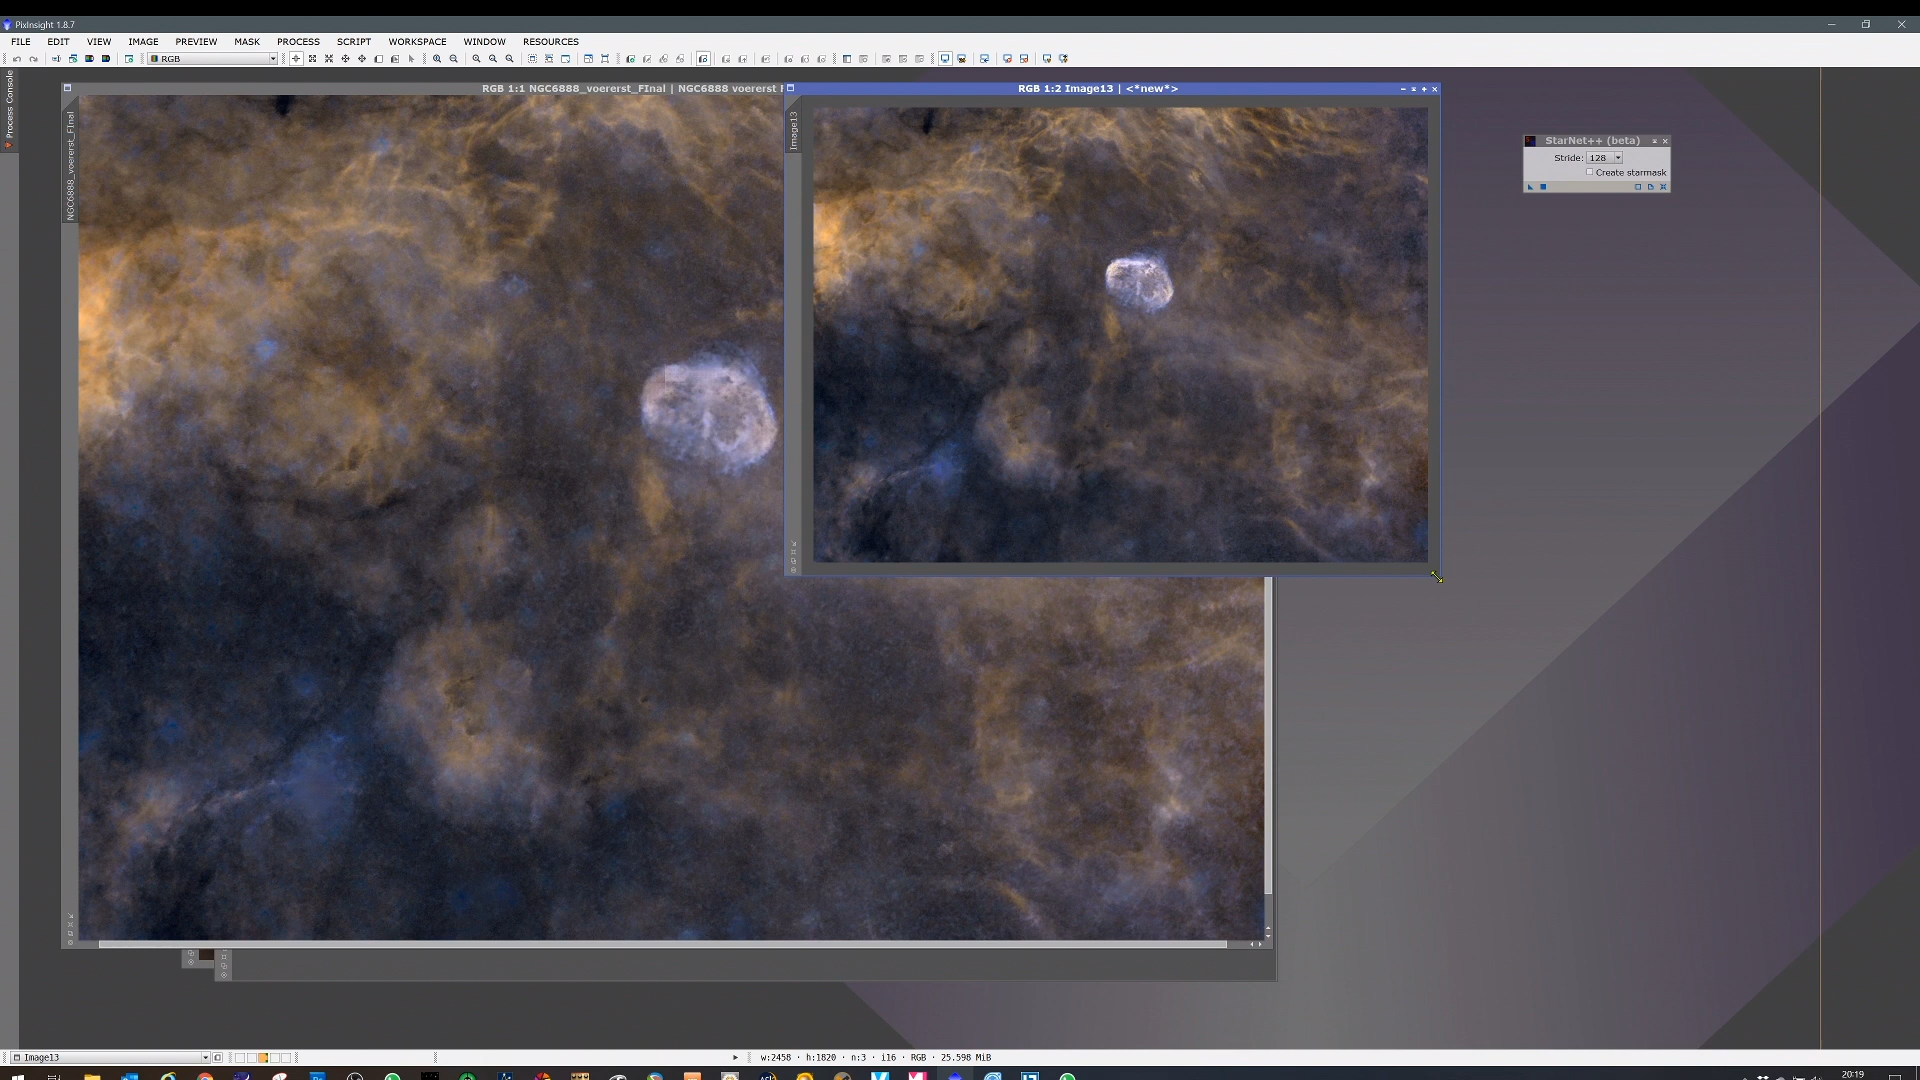 PixInsight 1.8.7
FILE EDIT VIEW IMAGE PREVIEW MASK PROCESS SCRIPT WORKSPACE WINDOW RESOURCES
RGB
Process Console
RGB 1:1 NGC6888_voererst_FInal | NGC6888 voererst F
NGC6888_voererst_FInal
RGB 1:2 Image13 | <*new*>
Image13
StarNet++ (beta)
Stride: 128
Create starmask
Image13
w:2458 · h:1820 · n:3 · i16 · RGB · 25.598 MiB
20:19